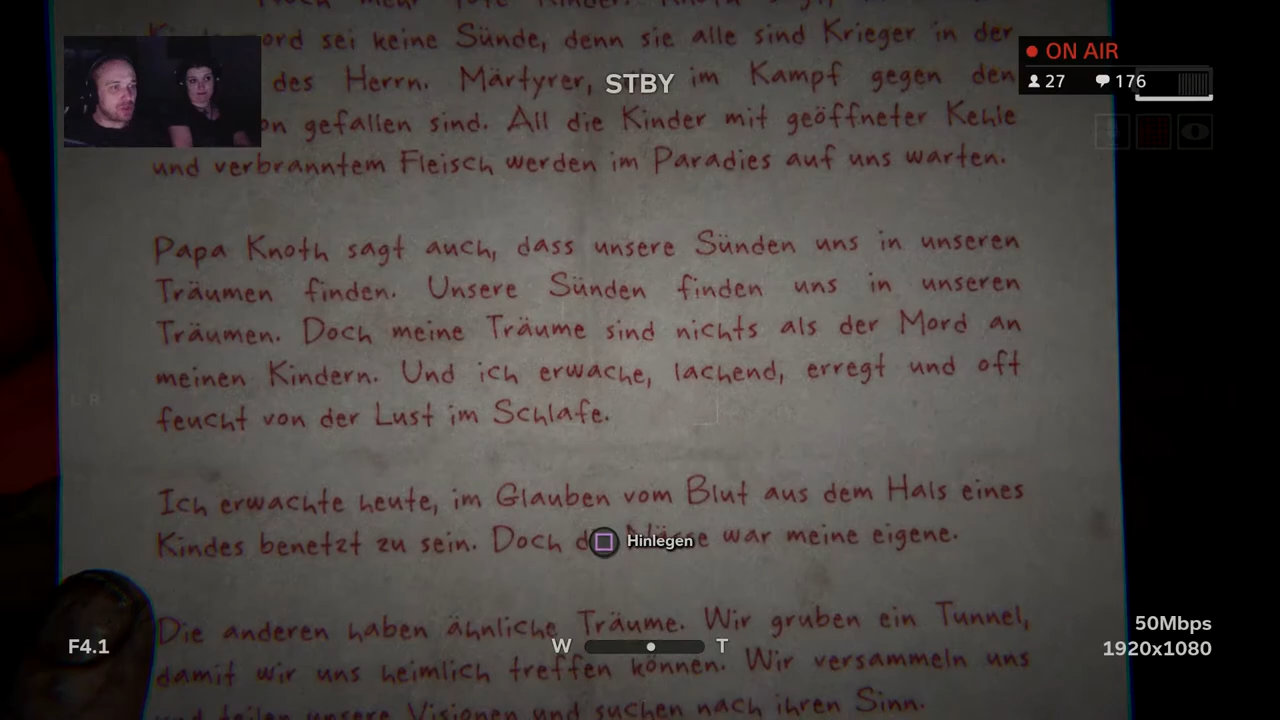 ord sei keine Sünde, denn sie alle sind Krieger in der
des Herrn. Märtyrer, im Kampf gegen den
STBY
ON AIR
27 176
on gefallen sind. All die Kinder mit geöffneter Kehle
und verbranntem Fleisch werden im Paradies auf uns warten.
Papa Knoth sagt auch, dass unsere Sünden uns in unseren
Träumen finden. Unsere Sünden finden uns in unseren
Träumen. Doch meine Träume sind nichts als der Mord an
meinen Kindern. Und ich erwache, lachend, erregt und oft
feucht von der Lust im Schlafe.
Ich erwachte heute, im Glauben vom Blut aus dem Hals eines
Kindes benetzt zu sein. Doch d e war meine eigene.
Hinlegen
Die anderen haben ähnliche Träume. Wir gruben ein Tunnel,
damit wir uns heimlich treffen können. Wir versammeln uns
und teilen unsere Visionen und suchen nach ihren Sinn.
F4.1
W T
50Mbps
1920x1080